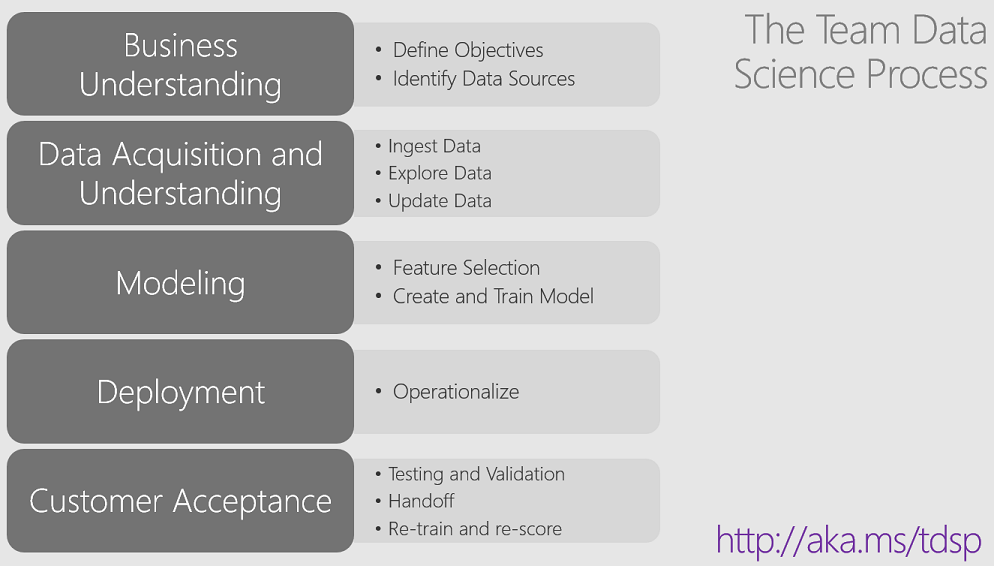 The Team Data
Science Process
Business
Understanding
• Define Objectives
• Identify Data Sources
Data Acquisition and
Understanding
• Ingest Data
• Explore Data
• Update Data
Modeling
• Feature Selection
• Create and Train Model
Deployment
• Operationalize
Customer Acceptance
• Testing and Validation
• Handoff
• Re-train and re-score
http://aka.ms/tdsp